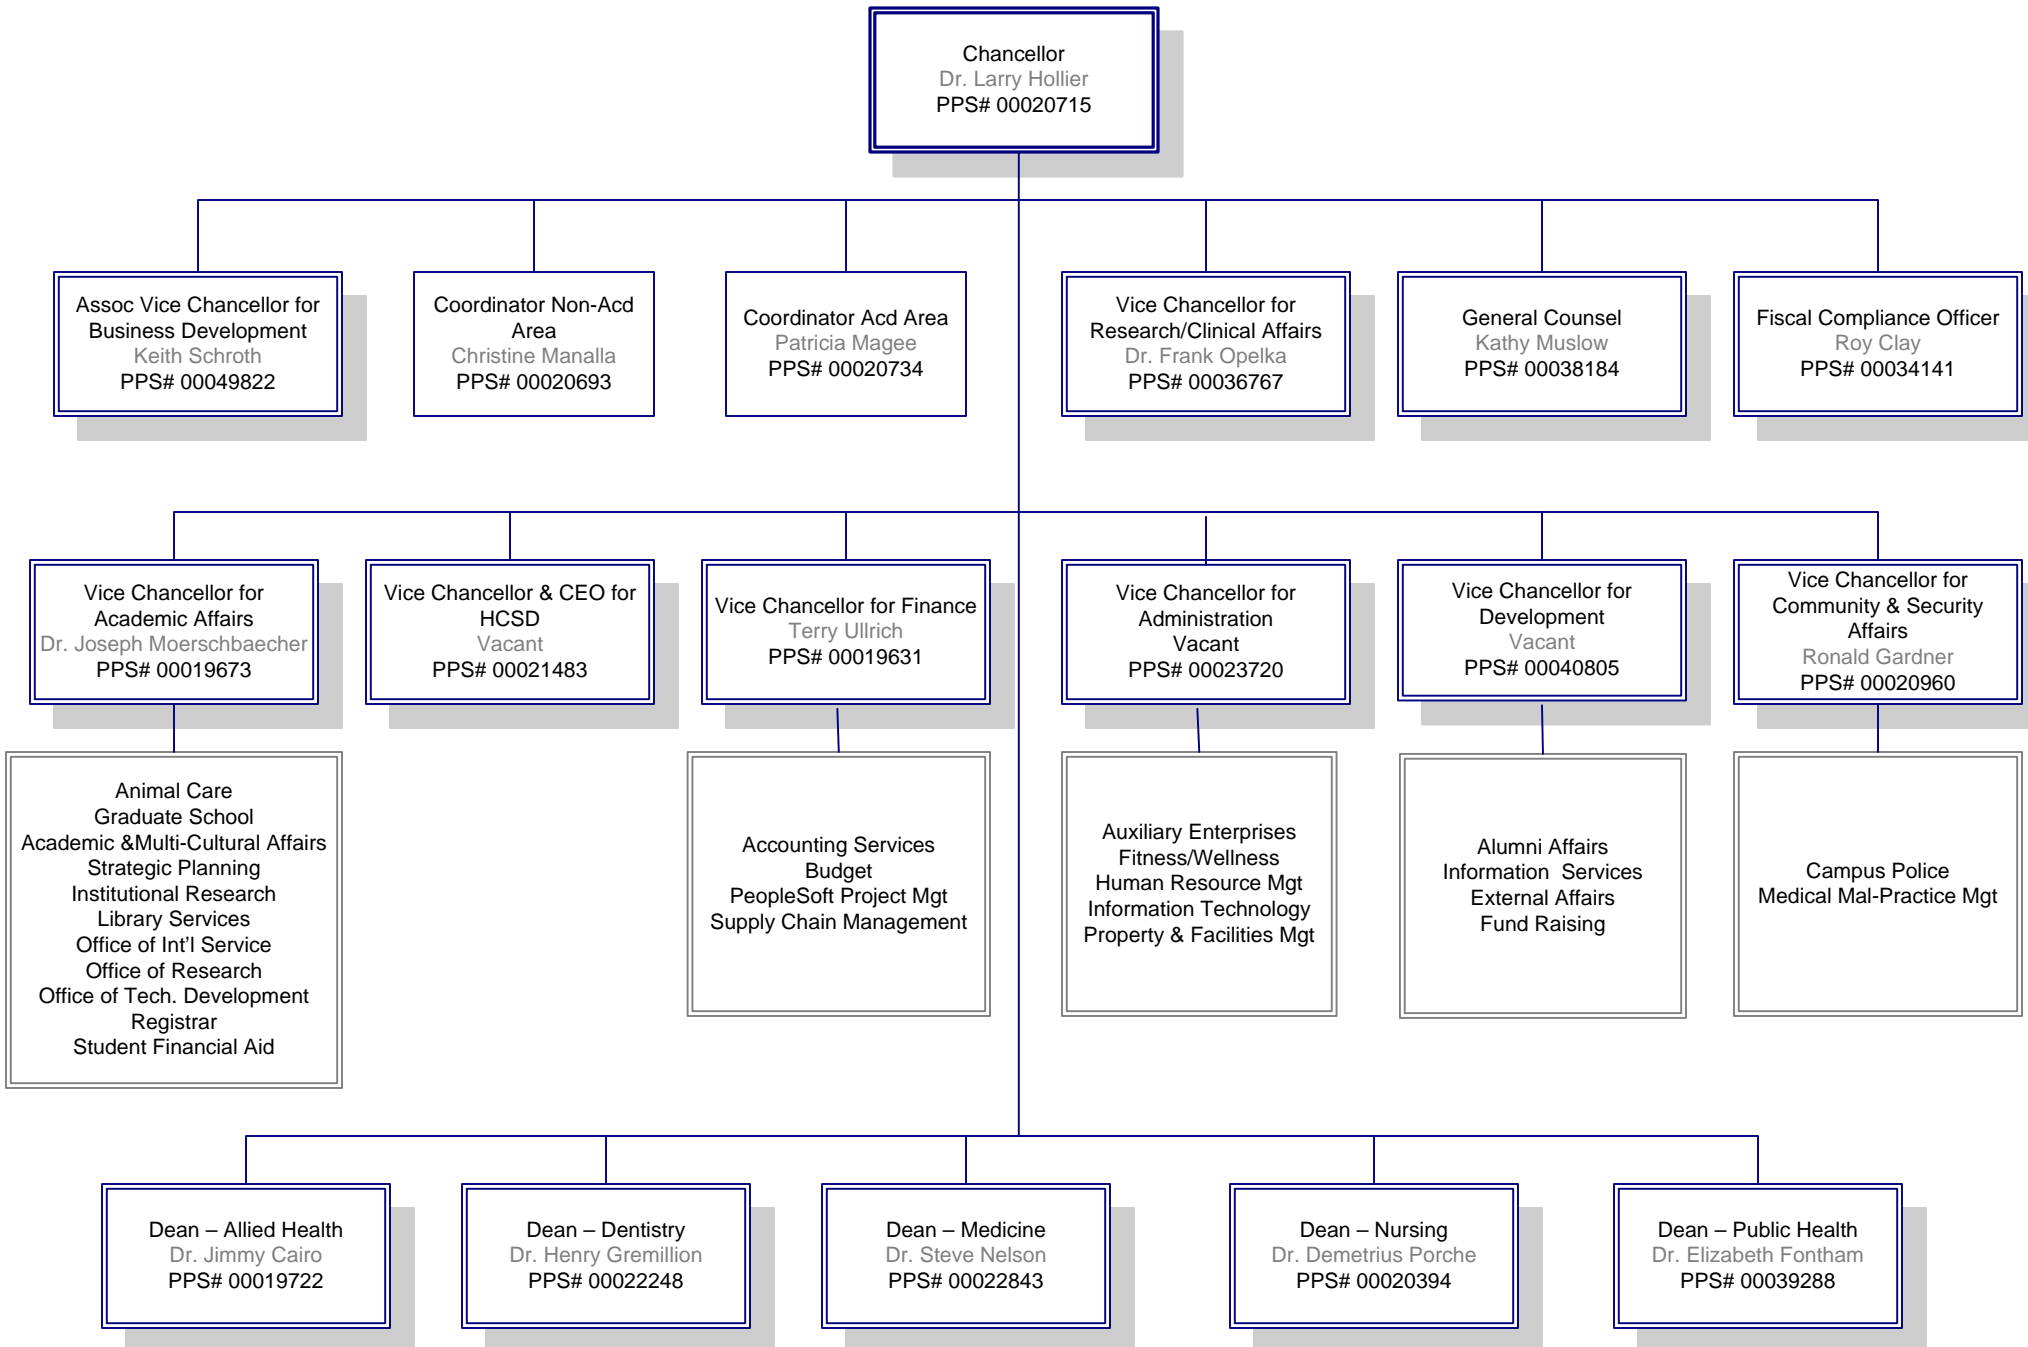 Chancellor
Dr. Larry Hollier
PPS# 00020715
Assoc Vice Chancellor for
Business Development
Keith Schroth
PPS# 00049822
Coordinator Non-Acd
Area
Christine Manalla
PPS# 00020693
Coordinator Acd Area
Patricia Magee
PPS# 00020734
Vice Chancellor for
Research/Clinical Affairs
Dr. Frank Opelka
PPS# 00036767
General Counsel
Kathy Muslow
PPS# 00038184
Fiscal Compliance Officer
Roy Clay
PPS# 00034141
Vice Chancellor for
Academic Affairs
Dr. Joseph Moerschbaecher
PPS# 00019673
Vice Chancellor & CEO for
HCSD
Vacant
PPS# 00021483
Vice Chancellor for Finance
Terry Ullrich
PPS# 00019631
Vice Chancellor for
Administration
Vacant
PPS# 00023720
Vice Chancellor for
Development
Vacant
PPS# 00040805
Vice Chancellor for
Community & Security
Affairs
Ronald Gardner
PPS# 00020960
Animal Care
Graduate School
Academic &Multi-Cultural Affairs
Strategic Planning
Institutional Research
Library Services
Office of Int'l Service
Office of Research
Office of Tech. Development
Registrar
Student Financial Aid
Accounting Services
Budget
PeopleSoft Project Mgt
Supply Chain Management
Auxiliary Enterprises
Fitness/Wellness
Human Resource Mgt
Information Technology
Property & Facilities Mgt
Alumni Affairs
Information  Services
External Affairs
Fund Raising
Campus Police
Medical Mal-Practice Mgt
Dean – Allied Health
Dr. Jimmy Cairo
PPS# 00019722
Dean – Dentistry
Dr. Henry Gremillion
PPS# 00022248
Dean – Medicine
Dr. Steve Nelson
PPS# 00022843
Dean – Nursing
Dr. Demetrius Porche
PPS# 00020394
Dean – Public Health
Dr. Elizabeth Fontham
PPS# 00039288